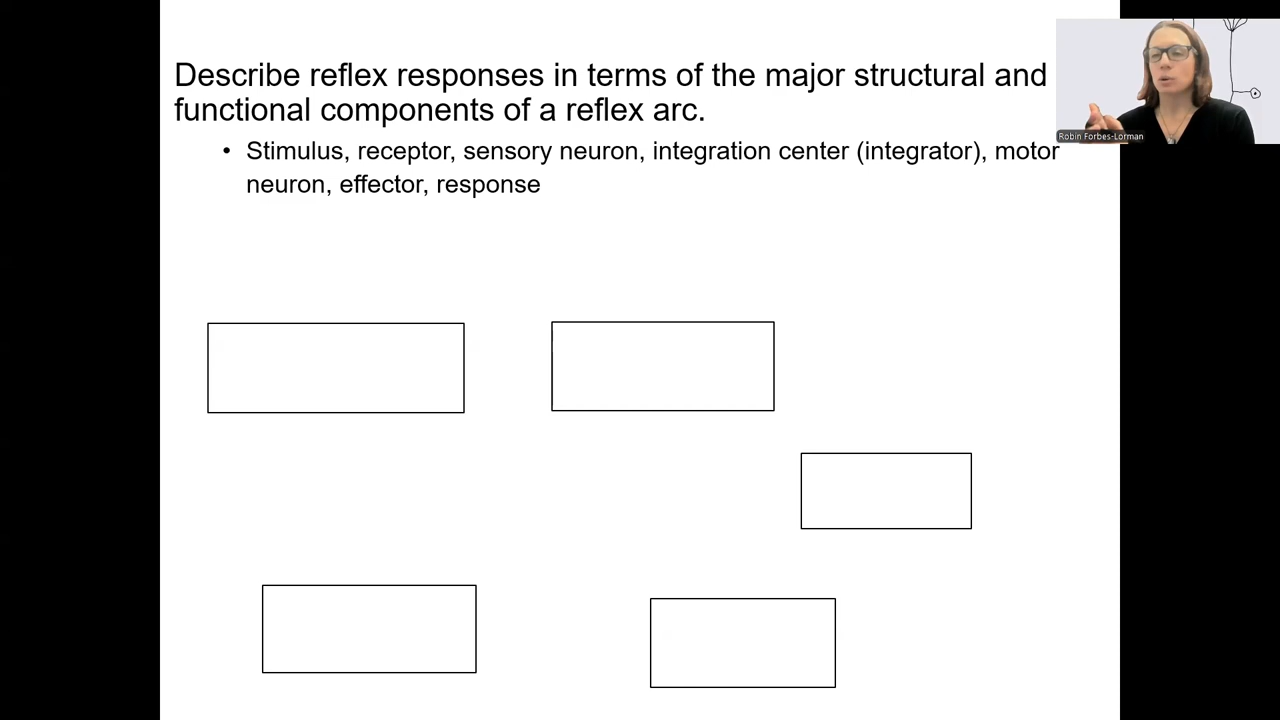 Describe reflex responses in terms of the major structural and
functional components of a reflex arc.
• Stimulus, receptor, sensory neuron, integration center (integrator), motor
neuron, effector, response
Robin Forbes-Lorman